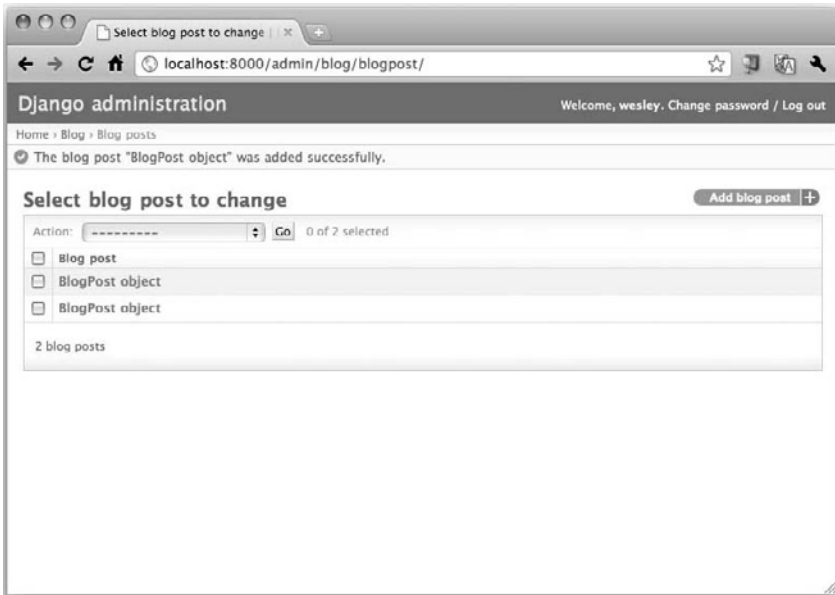 Select blog post to change |
localhost:8000/admin/blog/blogpost/
Django administration
Welcome, wesley. Change password / Log out
Home › Blog › Blog posts
The blog post "BlogPost object" was added successfully.
Select blog post to change
Add blog post +
Action: --------- Go 0 of 2 selected
Blog post
BlogPost object
BlogPost object
2 blog posts